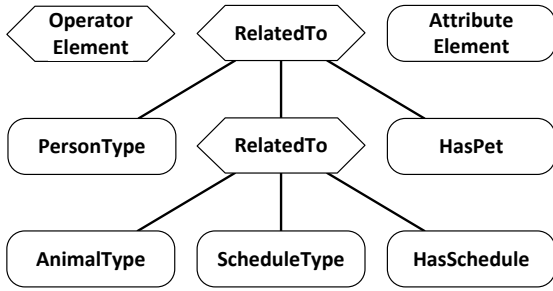 Operator
Element
RelatedTo
Attribute
Element
PersonType
RelatedTo
HasPet
AnimalType
ScheduleType
HasSchedule